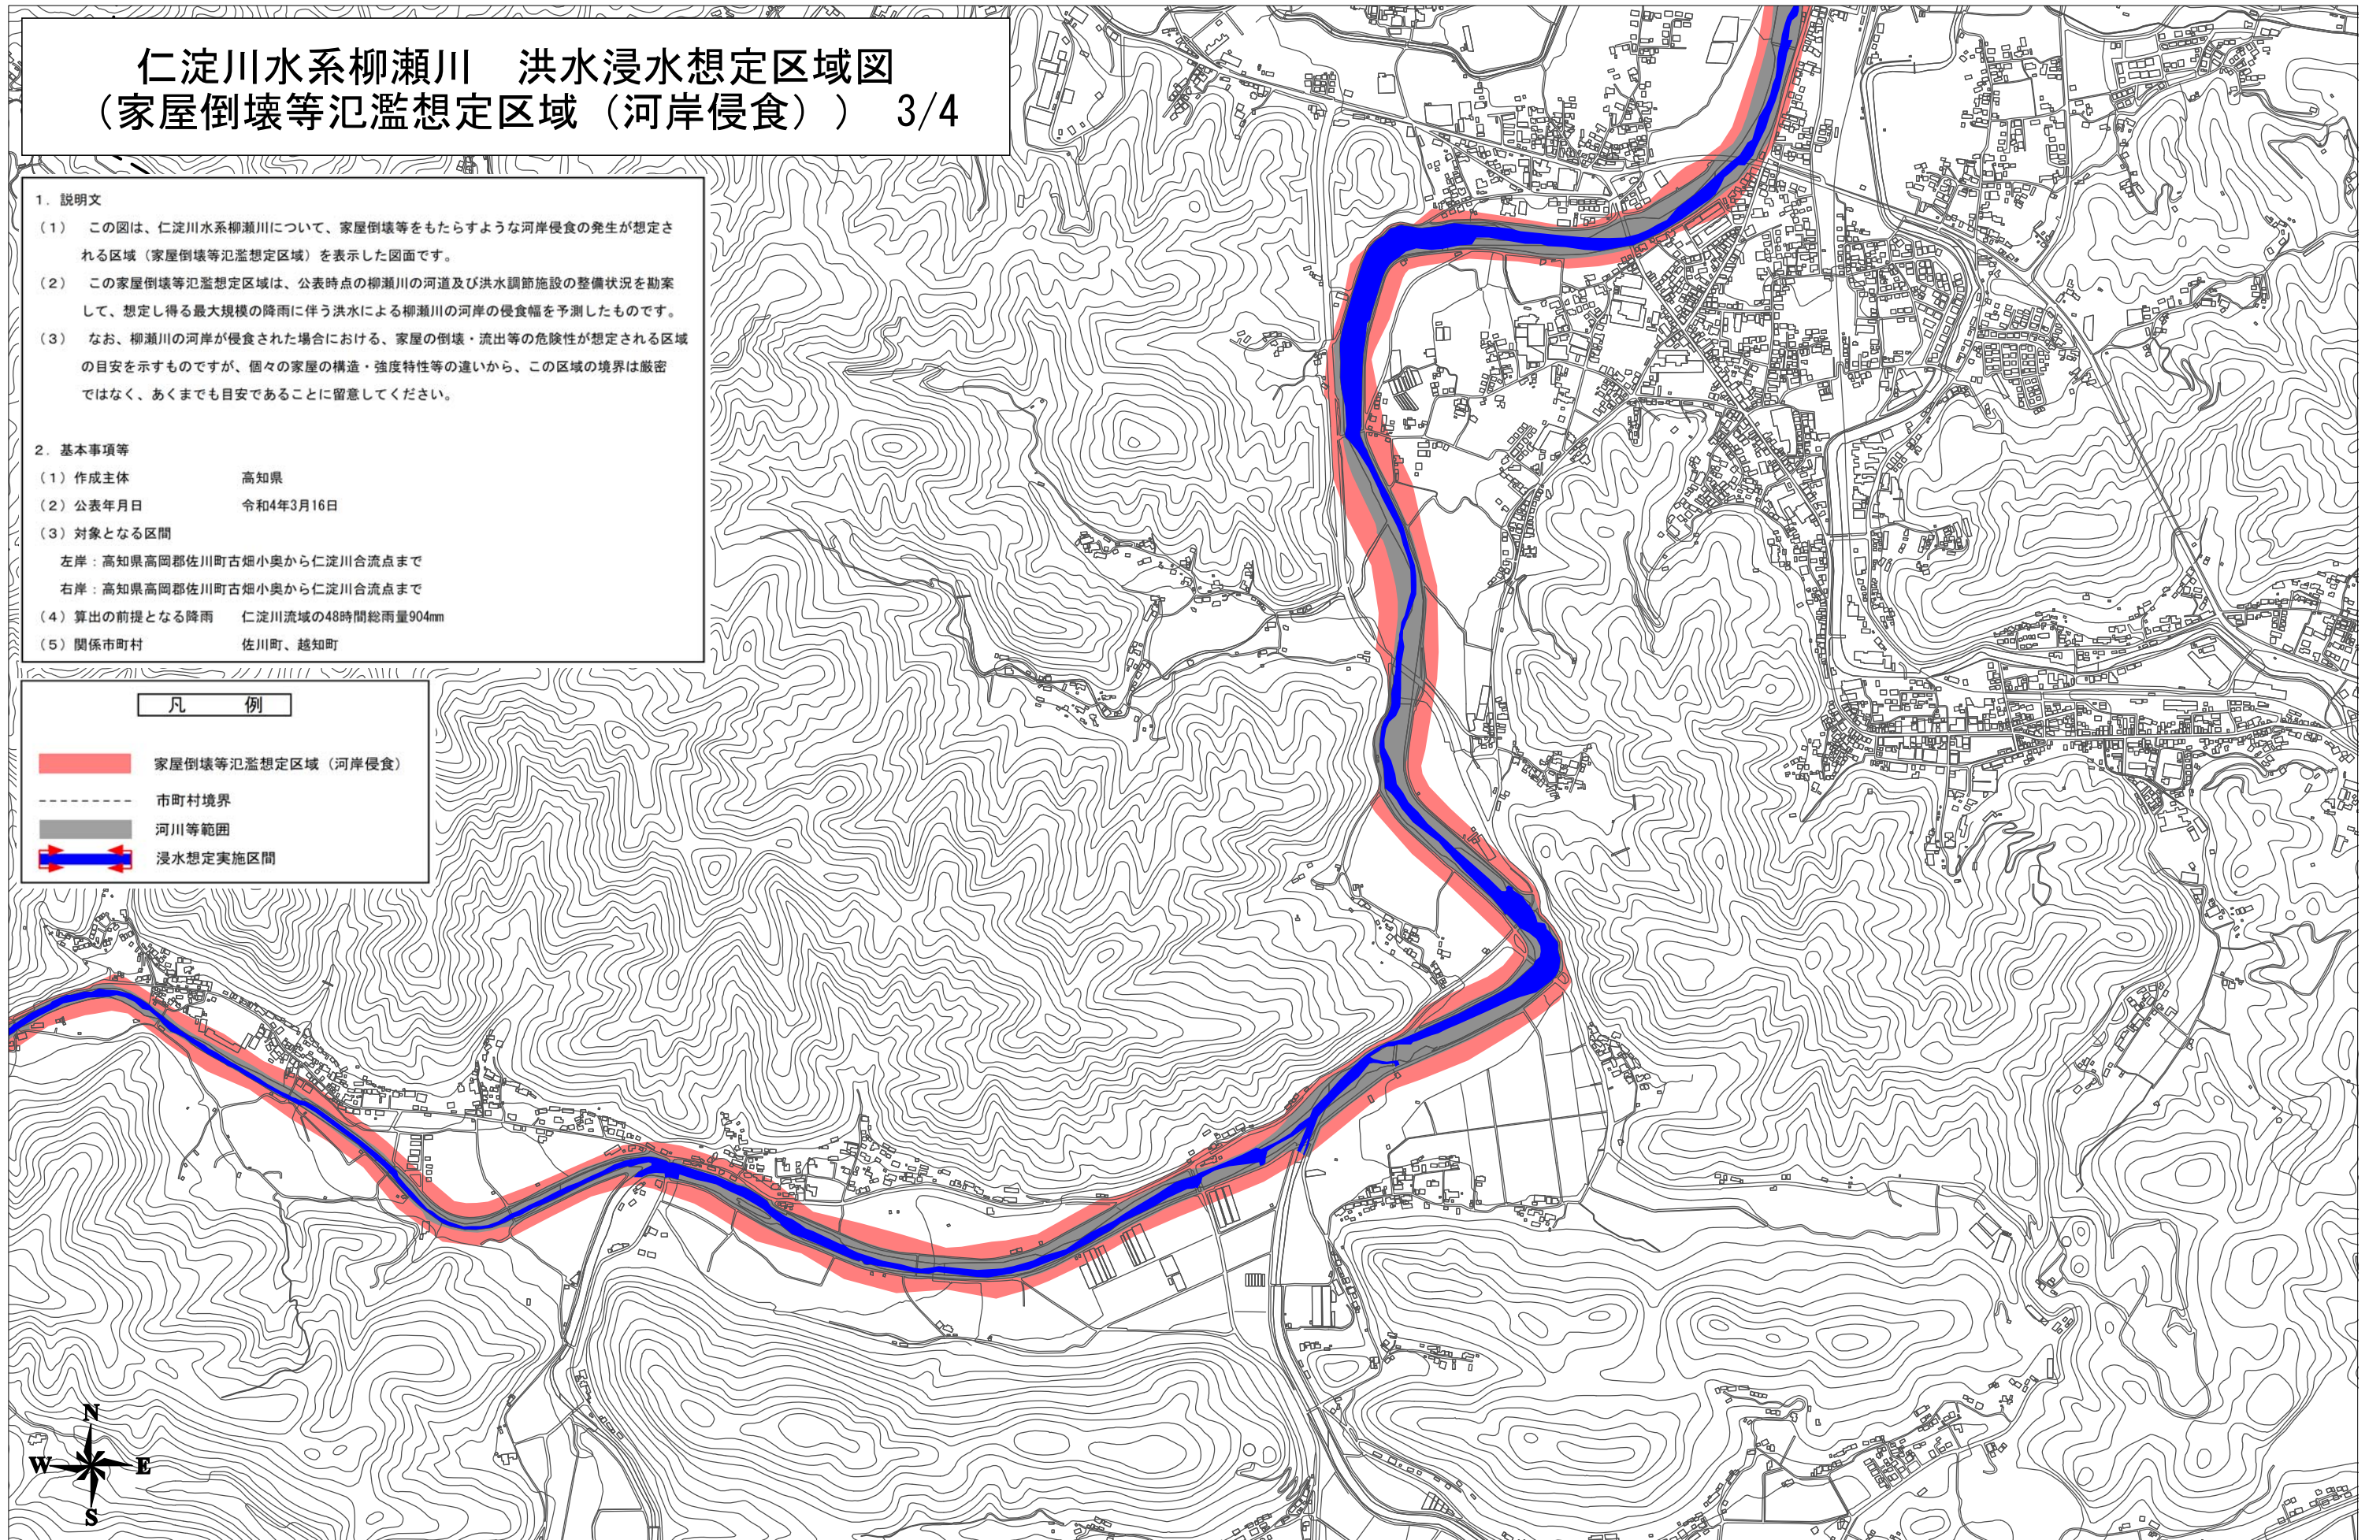 仁淀川水系柳瀬川　洪水浸水想定区域図
（家屋倒壊等氾濫想定区域（河岸侵食））　3/4
1．説明文
（1）　この図は、仁淀川水系柳瀬川について、家屋倒壊等をもたらすような河岸侵食の発生が想定さ
れる区域（家屋倒壊等氾濫想定区域）を表示した図面です。
（2）　この家屋倒壊等氾濫想定区域は、公表時点の柳瀬川の河道及び洪水調節施設の整備状況を勘案
して、想定し得る最大規模の降雨に伴う洪水による柳瀬川の河岸の侵食幅を予測したものです。
（3）　なお、柳瀬川の河岸が侵食された場合における、家屋の倒壊・流出等の危険性が想定される区域
の目安を示すものですが、個々の家屋の構造・強度特性等の違いから、この区域の境界は厳密
ではなく、あくまでも目安であることに留意してください。
2．基本事項等
（1）作成主体　高知県
（2）公表年月日　令和4年3月16日
（3）対象となる区間
左岸：高知県高岡郡佐川町古畑小奥から仁淀川合流点まで
右岸：高知県高岡郡佐川町古畑小奥から仁淀川合流点まで
（4）算出の前提となる降雨　仁淀川流域の48時間総雨量904mm
（5）関係市町村　佐川町、越知町
凡　例
家屋倒壊等氾濫想定区域（河岸侵食）
市町村境界
河川等範囲
浸水想定実施区間
N
W E
S